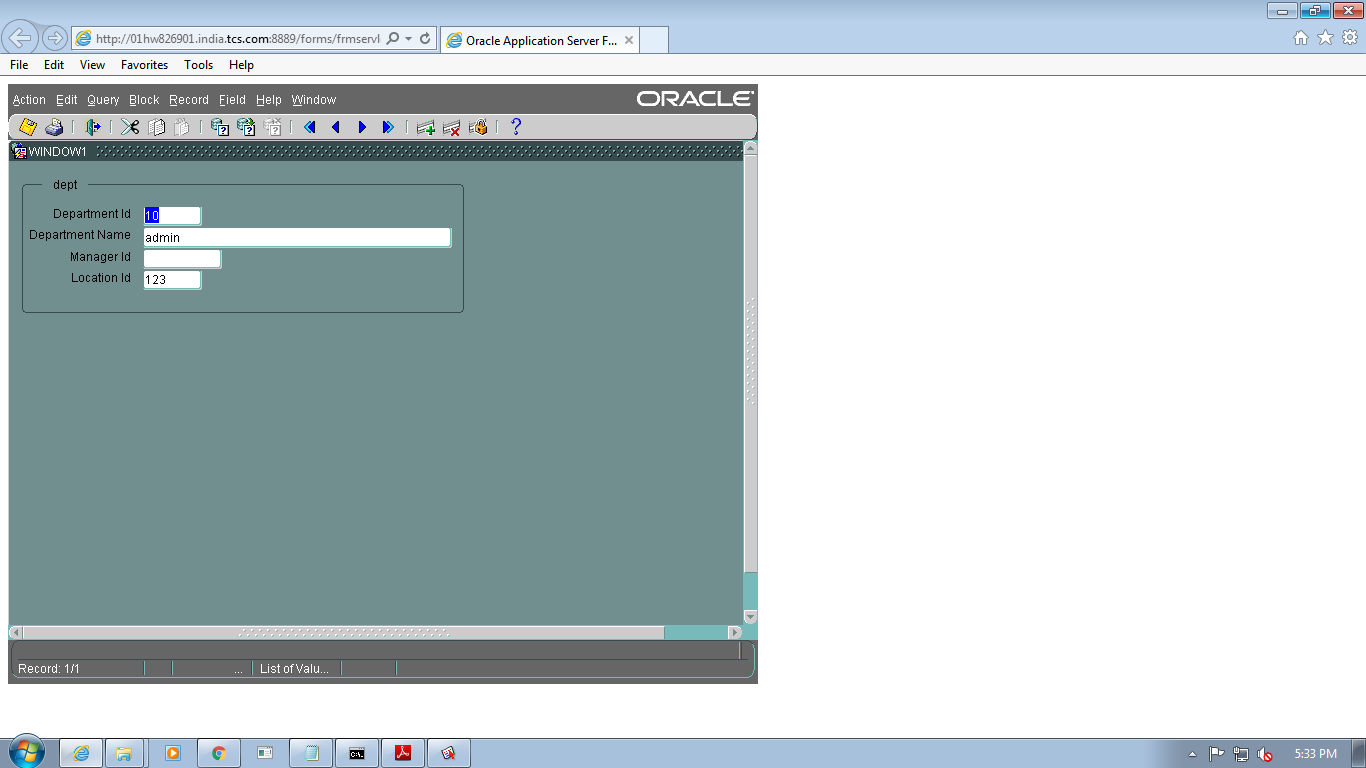 http://01hw826901.india.tcs.com:8889/forms/frmservl
Oracle Application Server F...
File Edit View Favorites Tools Help
Action Edit Query Block Record Field Help Window ORACLE
WINDOW1
dept
Department Id 10
Department Name admin
Manager Id
Location Id 123
Record: 1/1 ... List of Valu...
5:33 PM